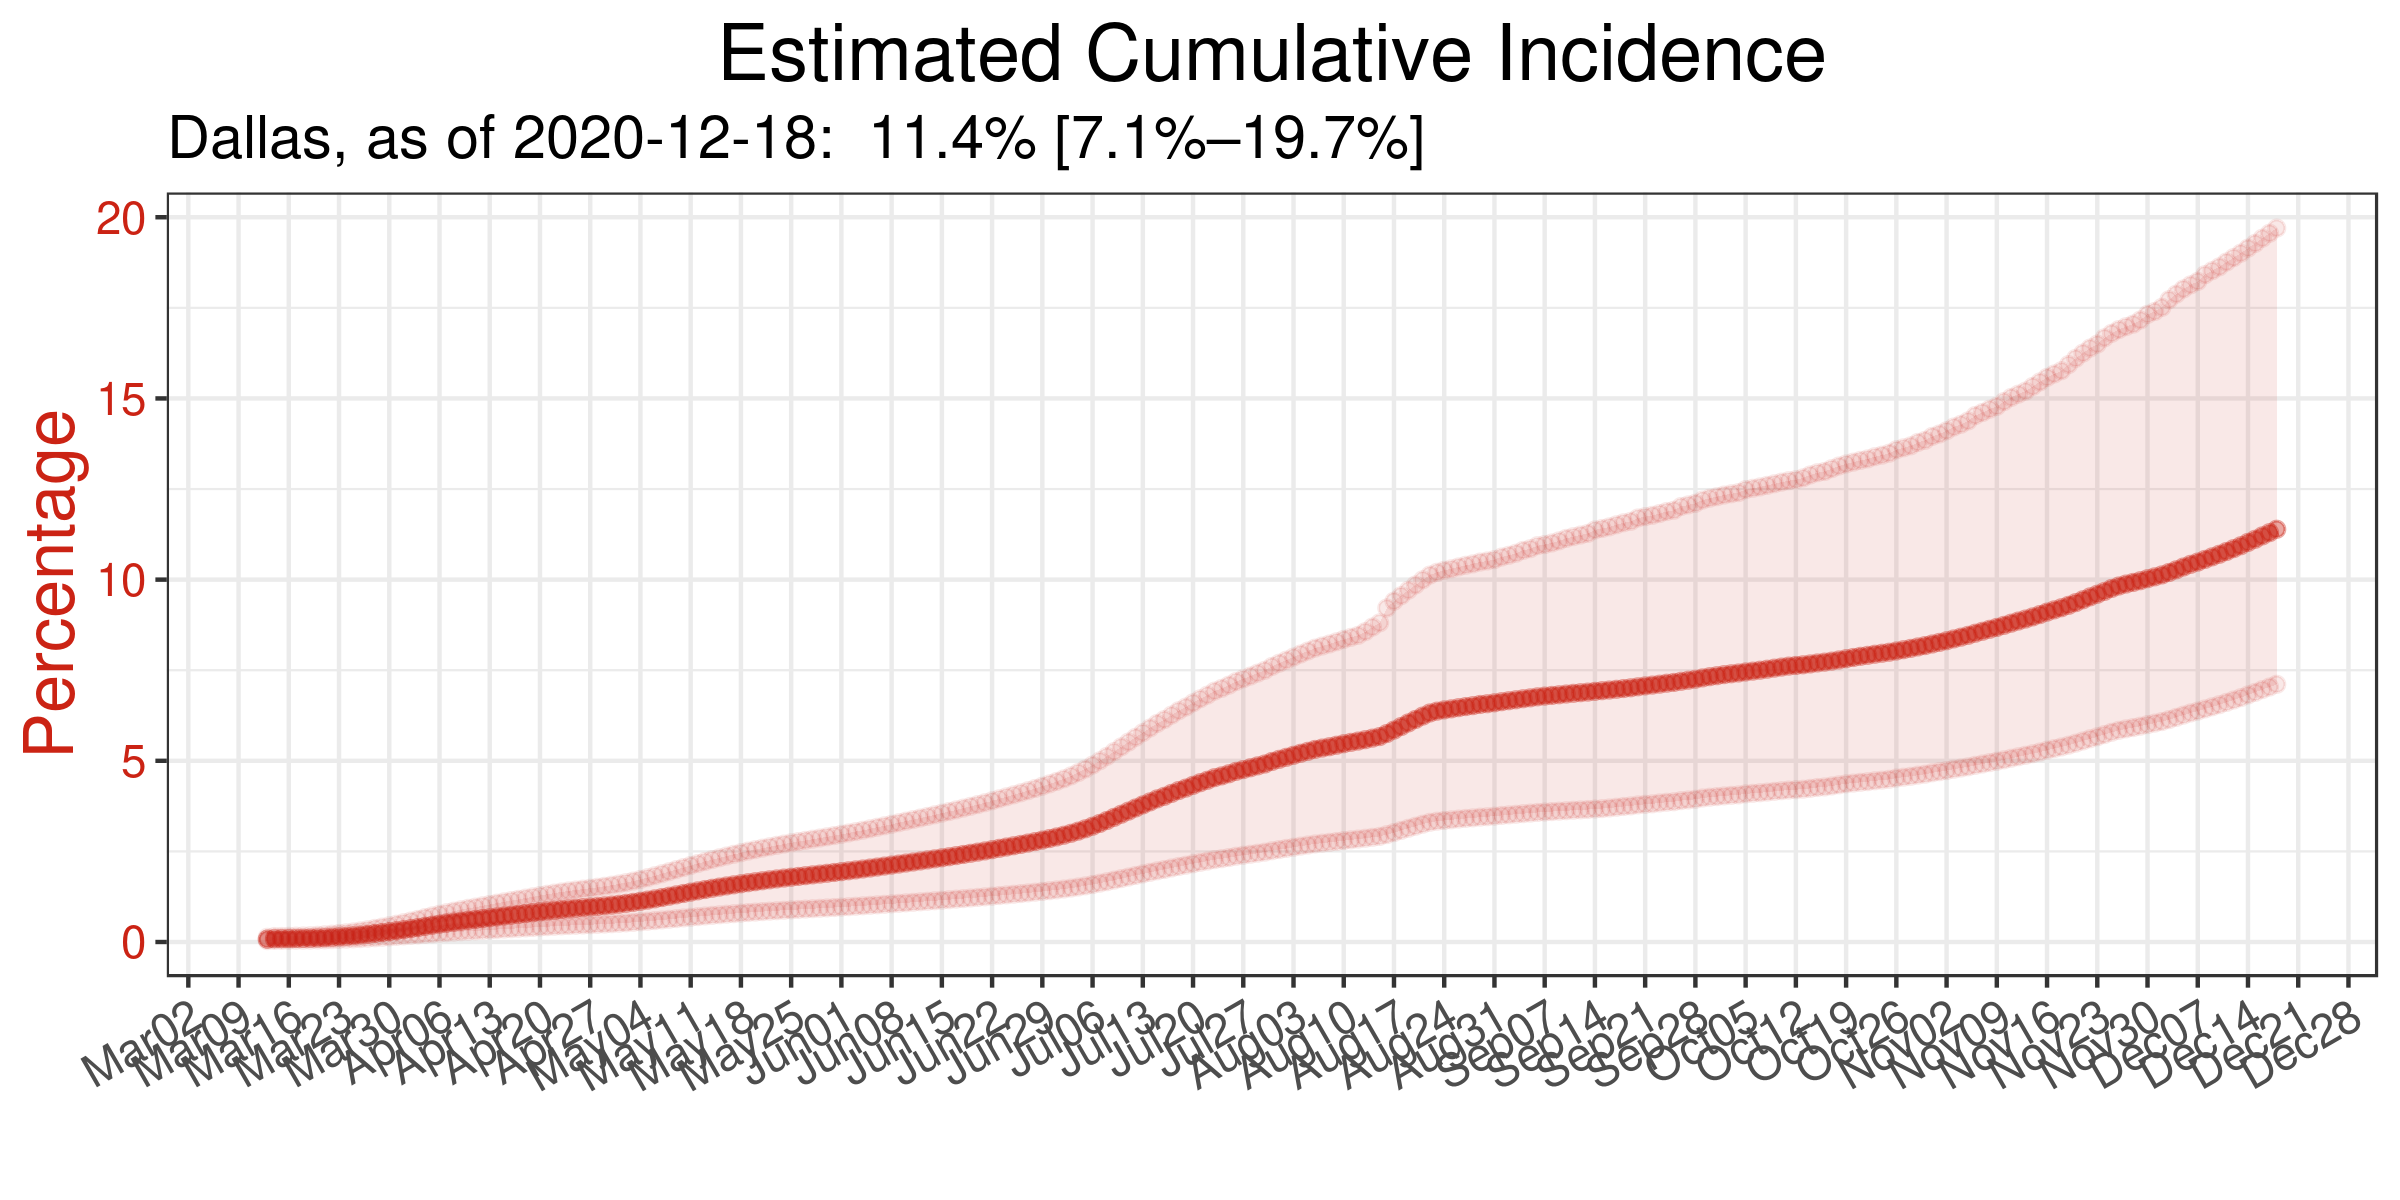 Estimated Cumulative Incidence
Dallas, as of 2020-12-18:  11.4% [7.1%–19.7%]
Percentage
20
15
10
5
0
Mar02
Mar09
Mar16
Mar23
Mar30
Apr06
Apr13
Apr20
Apr27
May04
May11
May18
May25
Jun01
Jun08
Jun15
Jun22
Jun29
Jul06
Jul13
Jul20
Jul27
Aug03
Aug10
Aug17
Aug24
Aug31
Sep07
Sep14
Sep21
Sep28
Oct05
Oct12
Oct19
Oct26
Nov02
Nov09
Nov16
Nov23
Nov30
Dec07
Dec14
Dec21
Dec28